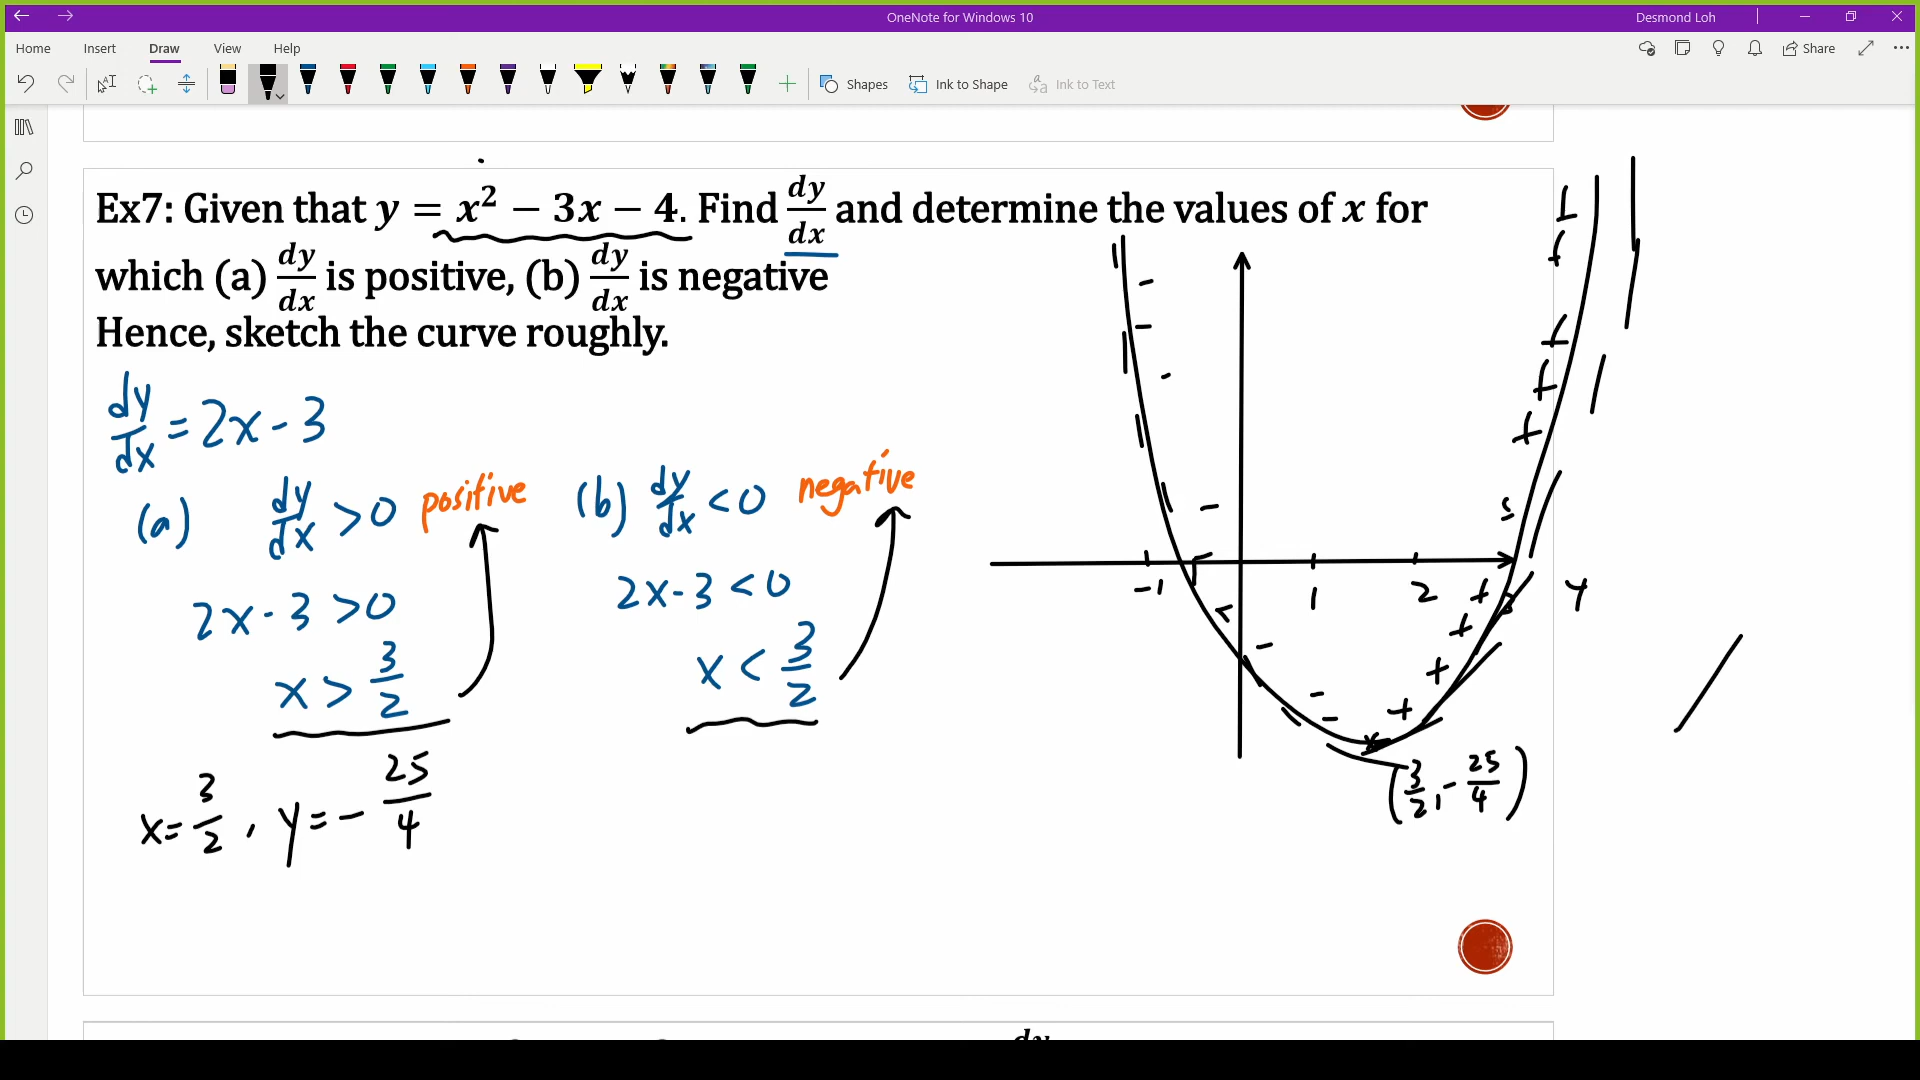 OneNote for Windows 10
Desmond Loh
Home Insert Draw View Help
Share
Shapes Ink to Shape Ink to Text
Ex7: Given that y = x² − 3x − 4. Find dy/dx and determine the values of x for
which (a) dy/dx is positive, (b) dy/dx is negative
Hence, sketch the curve roughly.
dy/dx = 2x - 3
(a) dy/dx > 0 positive
2x - 3 > 0
x > 3/2
x = 3/2 , y = - 25/4
(b) dy/dx < 0 negative
2x - 3 < 0
x < 3/2
-1 1 2 3 4
(3/2, - 25/4)
dy